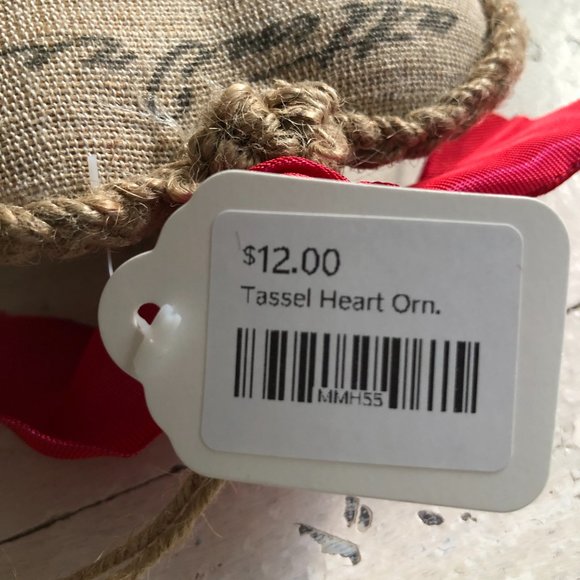 $12.00
Tassel Heart Orn.
MMH55